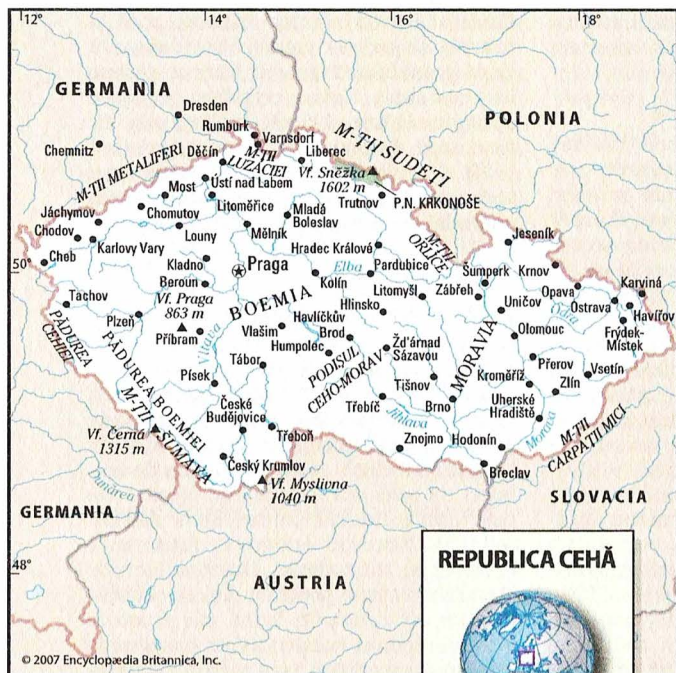 12° 14° 16° 18°
GERMANIA
Dresden
POLONIA
Rumburk
Varnsdorf
Chemnitz
M-ȚII METALIFERI
Děčín
M-ȚII
LUZACIEI
Liberec
M-ȚII SUDEȚI
Vf. Sněžka
1602 m
Most
Ústí nad Labem
Trutnov
P.N. KRKONOŠE
Jáchymov
Chomutov
Litoměřice
Mladá
Boleslav
Chodov
Louny
Mělník
Jeseník
Karlovy Vary
Hradec Králové
M-ȚII
ORLICE
Cheb
Kladno
Praga
Elba
Pardubice
Šumperk
Krnov
Karviná
50°
Beroun
Kolín
Opava
Tachov
Vf. Praga
863 m
BOEMIA
Hlinsko
Litomyšl
Zábřeh
Uničov
Ostrava
Odra
Havířov
Plzeň
Havlíčkův
Brod
Frýdek-
Místek
PĂDUREA
CEHIEI
Příbram
Vltava
Vlašim
Humpolec
Žd'árnad
Sázavou
MORAVIA
Olomouc
PĂDUREA BOEMIEI
Tábor
PODIȘUL
CEHO-MORAV
Přerov
Vsetín
Písek
Tišnov
Kroměříž
Zlín
M-ȚII
ŠUMAVA
České
Budějovice
Třebíč
Brno
Uherské
Hradiště
Vf. Černá
1315 m
Třeboň
Jihlava
Znojmo
Hodonín
Morava
M-ȚII
CARPAȚII MICI
Český Krumlov
Břeclav
Dunărea
Vf. Myslivna
1040 m
SLOVACIA
GERMANIA
REPUBLICA CEHĂ
48°
AUSTRIA
© 2007 Encyclopædia Britannica, Inc.